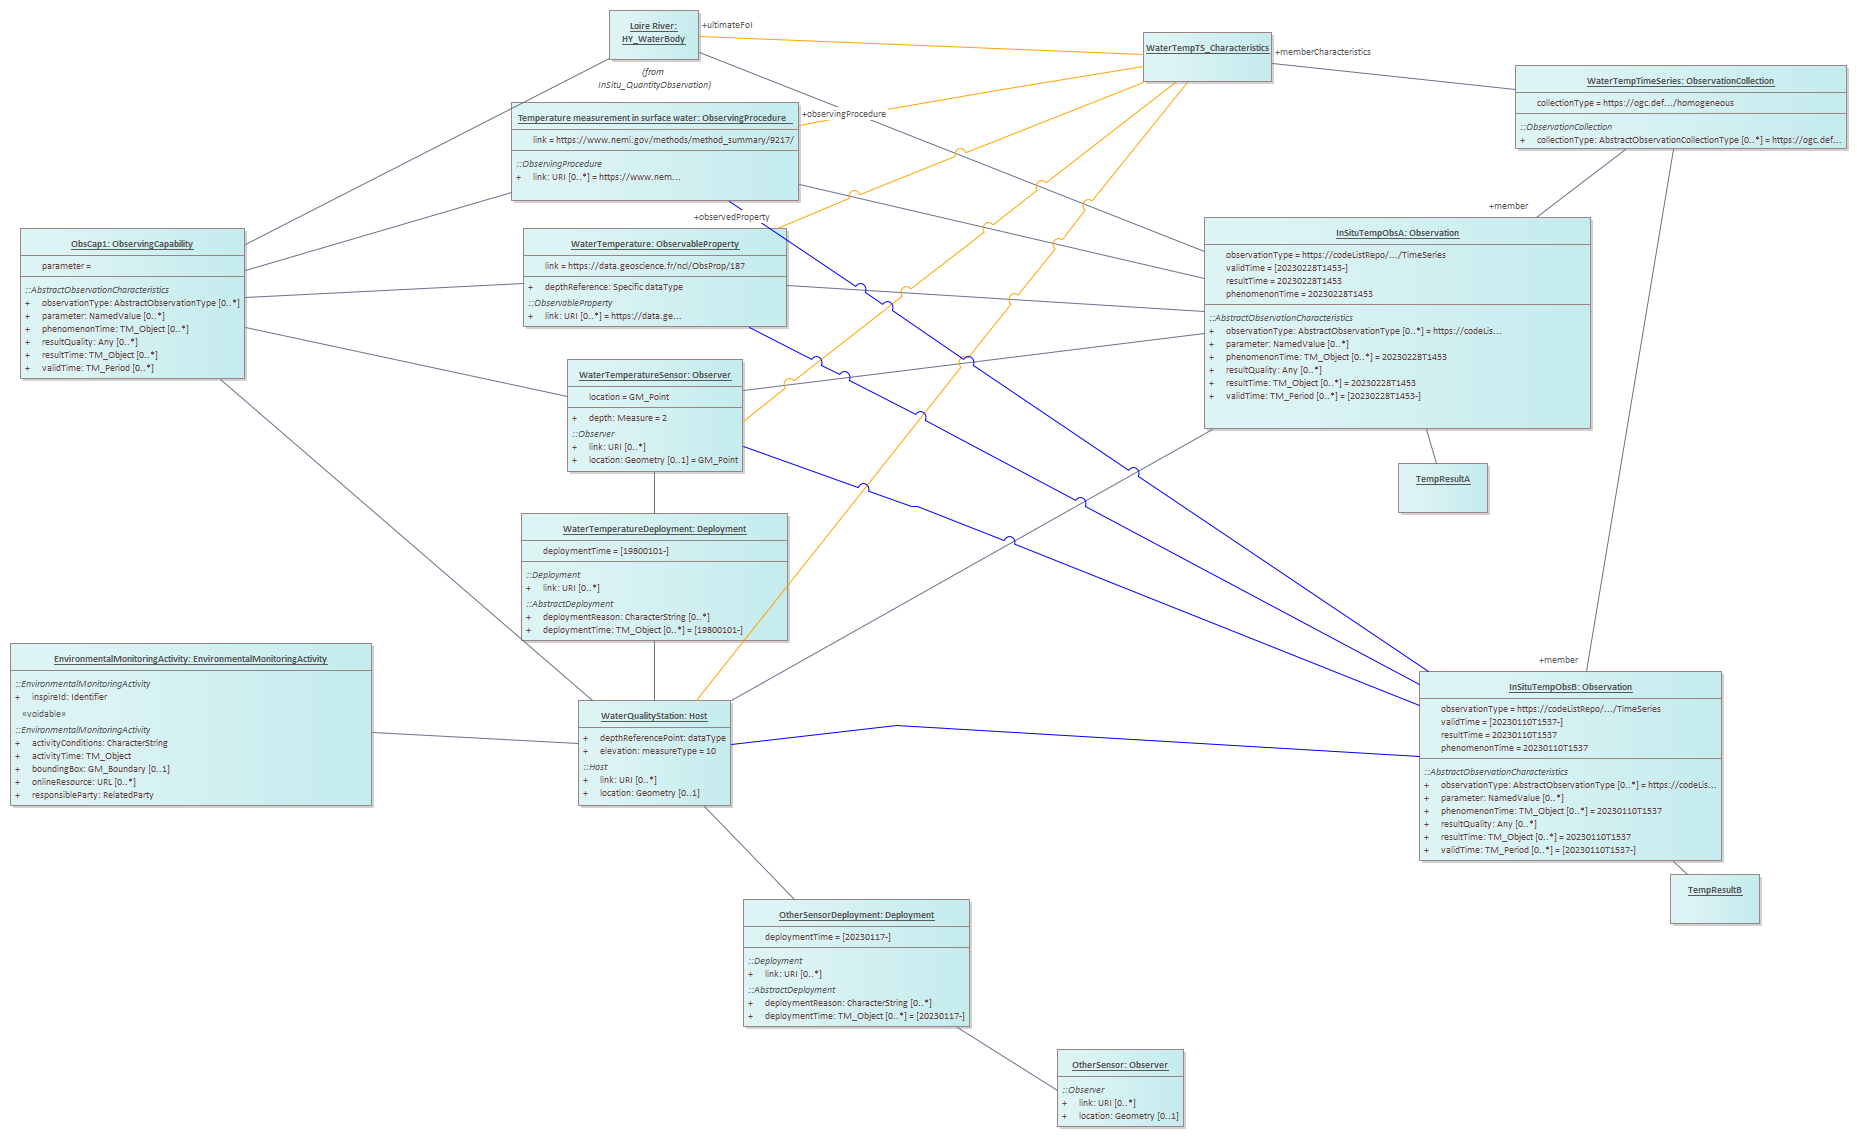 Loire River:
HY_WaterBody
+ultimateFoI
(from
InSitu_QuantityObservation)
WaterTempTS_Characteristics
+memberCharacteristics
WaterTempTimeSeries: ObservationCollection
collectionType = https://ogc.def.../homogeneous
::ObservationCollection
+ collectionType: AbstractObservationCollectionType [0..*] = https://ogc.def...
Temperature measurement in surface water: ObservingProcedure
link = https://www.nemi.gov/methods/method_summary/9217/
::ObservingProcedure
+ link: URI [0..*] = https://www.nem...
+observingProcedure
+observedProperty
+member
ObsCap1: ObservingCapability
parameter =
::AbstractObservationCharacteristics
+ observationType: AbstractObservationType [0..*]
+ parameter: NamedValue [0..*]
+ phenomenonTime: TM_Object [0..*]
+ resultQuality: Any [0..*]
+ resultTime: TM_Object [0..*]
+ validTime: TM_Period [0..*]
WaterTemperature: ObservableProperty
link = https://data.geoscience.fr/ncl/ObsProp/187
+ depthReference: Specific dataType
::ObservableProperty
+ link: URI [0..*] = https://data.ge...
InSituTempObsA: Observation
observationType = https://codeListRepo/.../TimeSeries
validTime = [20230228T1453-]
resultTime = 20230228T1453
phenomenonTime = 20230228T1453
::AbstractObservationCharacteristics
+ observationType: AbstractObservationType [0..*] = https://codeLis...
+ parameter: NamedValue [0..*]
+ phenomenonTime: TM_Object [0..*] = 20230228T1453
+ resultQuality: Any [0..*]
+ resultTime: TM_Object [0..*] = 20230228T1453
+ validTime: TM_Period [0..*] = [20230228T1453-]
WaterTemperatureSensor: Observer
location = GM_Point
+ depth: Measure = 2
::Observer
+ link: URI [0..*]
+ location: Geometry [0..1] = GM_Point
TempResultA
WaterTemperatureDeployment: Deployment
deploymentTime = [19800101-]
::Deployment
+ link: URI [0..*]
::AbstractDeployment
+ deploymentReason: CharacterString [0..*]
+ deploymentTime: TM_Object [0..*] = [19800101-]
EnvironmentalMonitoringActivity: EnvironmentalMonitoringActivity
::EnvironmentalMonitoringActivity
+ inspireId: Identifier
«voidable»
::EnvironmentalMonitoringActivity
+ activityConditions: CharacterString
+ activityTime: TM_Object
+ boundingBox: GM_Boundary [0..1]
+ onlineResource: URL [0..*]
+ responsibleParty: RelatedParty
WaterQualityStation: Host
+ depthReferencePoint: dataType
+ elevation: measureType = 10
::Host
+ link: URI [0..*]
+ location: Geometry [0..1]
+member
InSituTempObsB: Observation
observationType = https://codeListRepo/.../TimeSeries
validTime = [20230110T1537-]
resultTime = 20230110T1537
phenomenonTime = 20230110T1537
::AbstractObservationCharacteristics
+ observationType: AbstractObservationType [0..*] = https://codeLis...
+ parameter: NamedValue [0..*]
+ phenomenonTime: TM_Object [0..*] = 20230110T1537
+ resultQuality: Any [0..*]
+ resultTime: TM_Object [0..*] = 20230110T1537
+ validTime: TM_Period [0..*] = [20230110T1537-]
TempResultB
OtherSensorDeployment: Deployment
deploymentTime = [20230117-]
::Deployment
+ link: URI [0..*]
::AbstractDeployment
+ deploymentReason: CharacterString [0..*]
+ deploymentTime: TM_Object [0..*] = [20230117-]
OtherSensor: Observer
::Observer
+ link: URI [0..*]
+ location: Geometry [0..1]